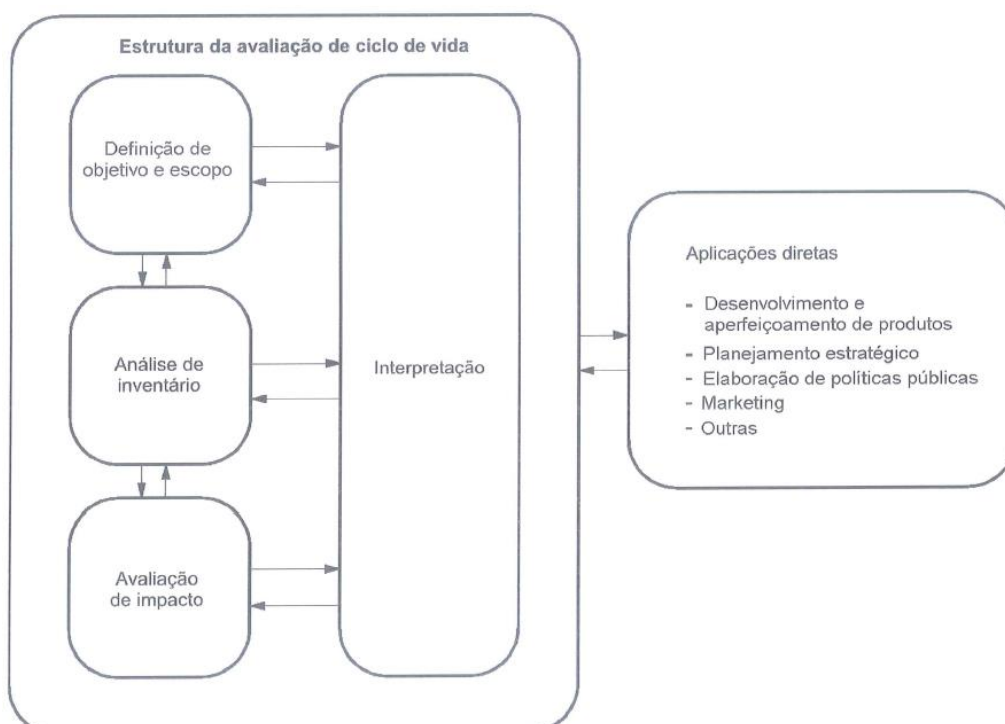 Estrutura da avaliação de ciclo de vida
Definição de
objetivo e escopo
Análise de
inventário
Avaliação
de impacto
Interpretação
Aplicações diretas
- Desenvolvimento e
aperfeiçoamento de produtos
- Planejamento estratégico
- Elaboração de políticas públicas
- Marketing
- Outras